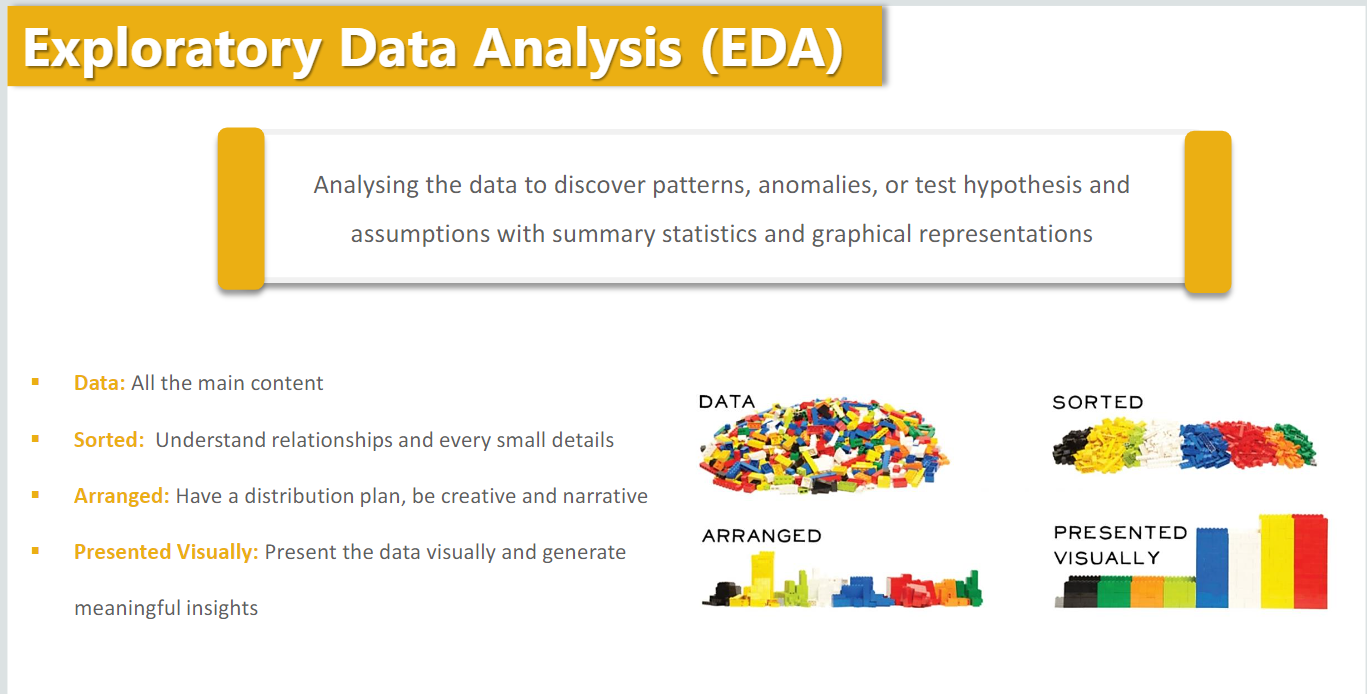 Exploratory Data Analysis (EDA)
Analysing the data to discover patterns, anomalies, or test hypothesis and
assumptions with summary statistics and graphical representations
▪ Data: All the main content
▪ Sorted: Understand relationships and every small details
▪ Arranged: Have a distribution plan, be creative and narrative
▪ Presented Visually: Present the data visually and generate
meaningful insights
DATA
SORTED
ARRANGED
PRESENTED
VISUALLY